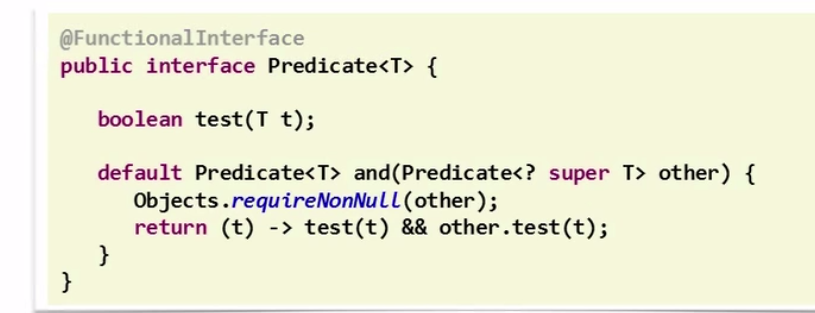 @FunctionalInterface
public interface Predicate<T> {
boolean test(T t);
default Predicate<T> and(Predicate<? super T> other) {
Objects.requireNonNull(other);
return (t) -> test(t) && other.test(t);
}
}